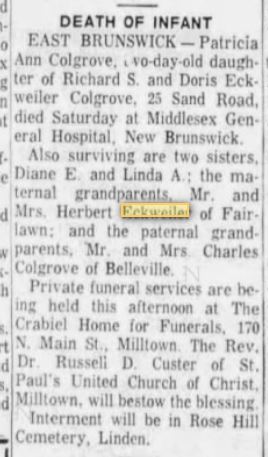 DEATH OF INFANT
EAST BRUNSWICK — Patricia
Ann Colgrove, wo-day-old daugh-
ter of Richard S. and Doris Eck-
weiler Colgrove, 25 Sand Road,
died Saturday at Middlesex Gen-
eral Hospital, New Brunswick.
Also surviving are two sisters,
Diane E. and Linda A.; the ma-
ternal grandparents, Mr. and
Mrs. Herbert Eckweiler of Fair-
lawn; and the paternal grand-
parents, Mr. and Mrs. Charles
Colgrove of Belleville.
Private funeral services are be-
ing held this afternoon at The
Crabiel Home for Funerals, 170
N. Main St., Milltown. The Rev.
Dr. Russell D. Custer of St.
Paul's United Church of Christ,
Milltown, will bestow the blessing.
Interment will be in Rose Hill
Cemetery, Linden.